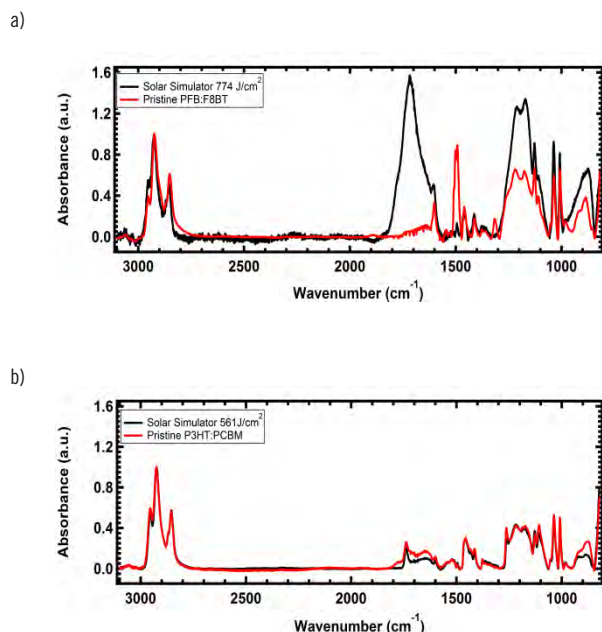 a)
1.6
1.2
0.8
0.4
0.0
Absorbance (a.u.)
Solar Simulator 774 J/cm²
Pristine PFB:F8BT
3000 2500 2000 1500 1000
Wavenumber (cm⁻¹)
b)
1.6
1.2
0.8
0.4
0.0
Absorbance (a.u.)
Solar Simulator 561J/cm²
Pristine P3HT:PCBM
3000 2500 2000 1500 1000
Wavenumber (cm⁻¹)